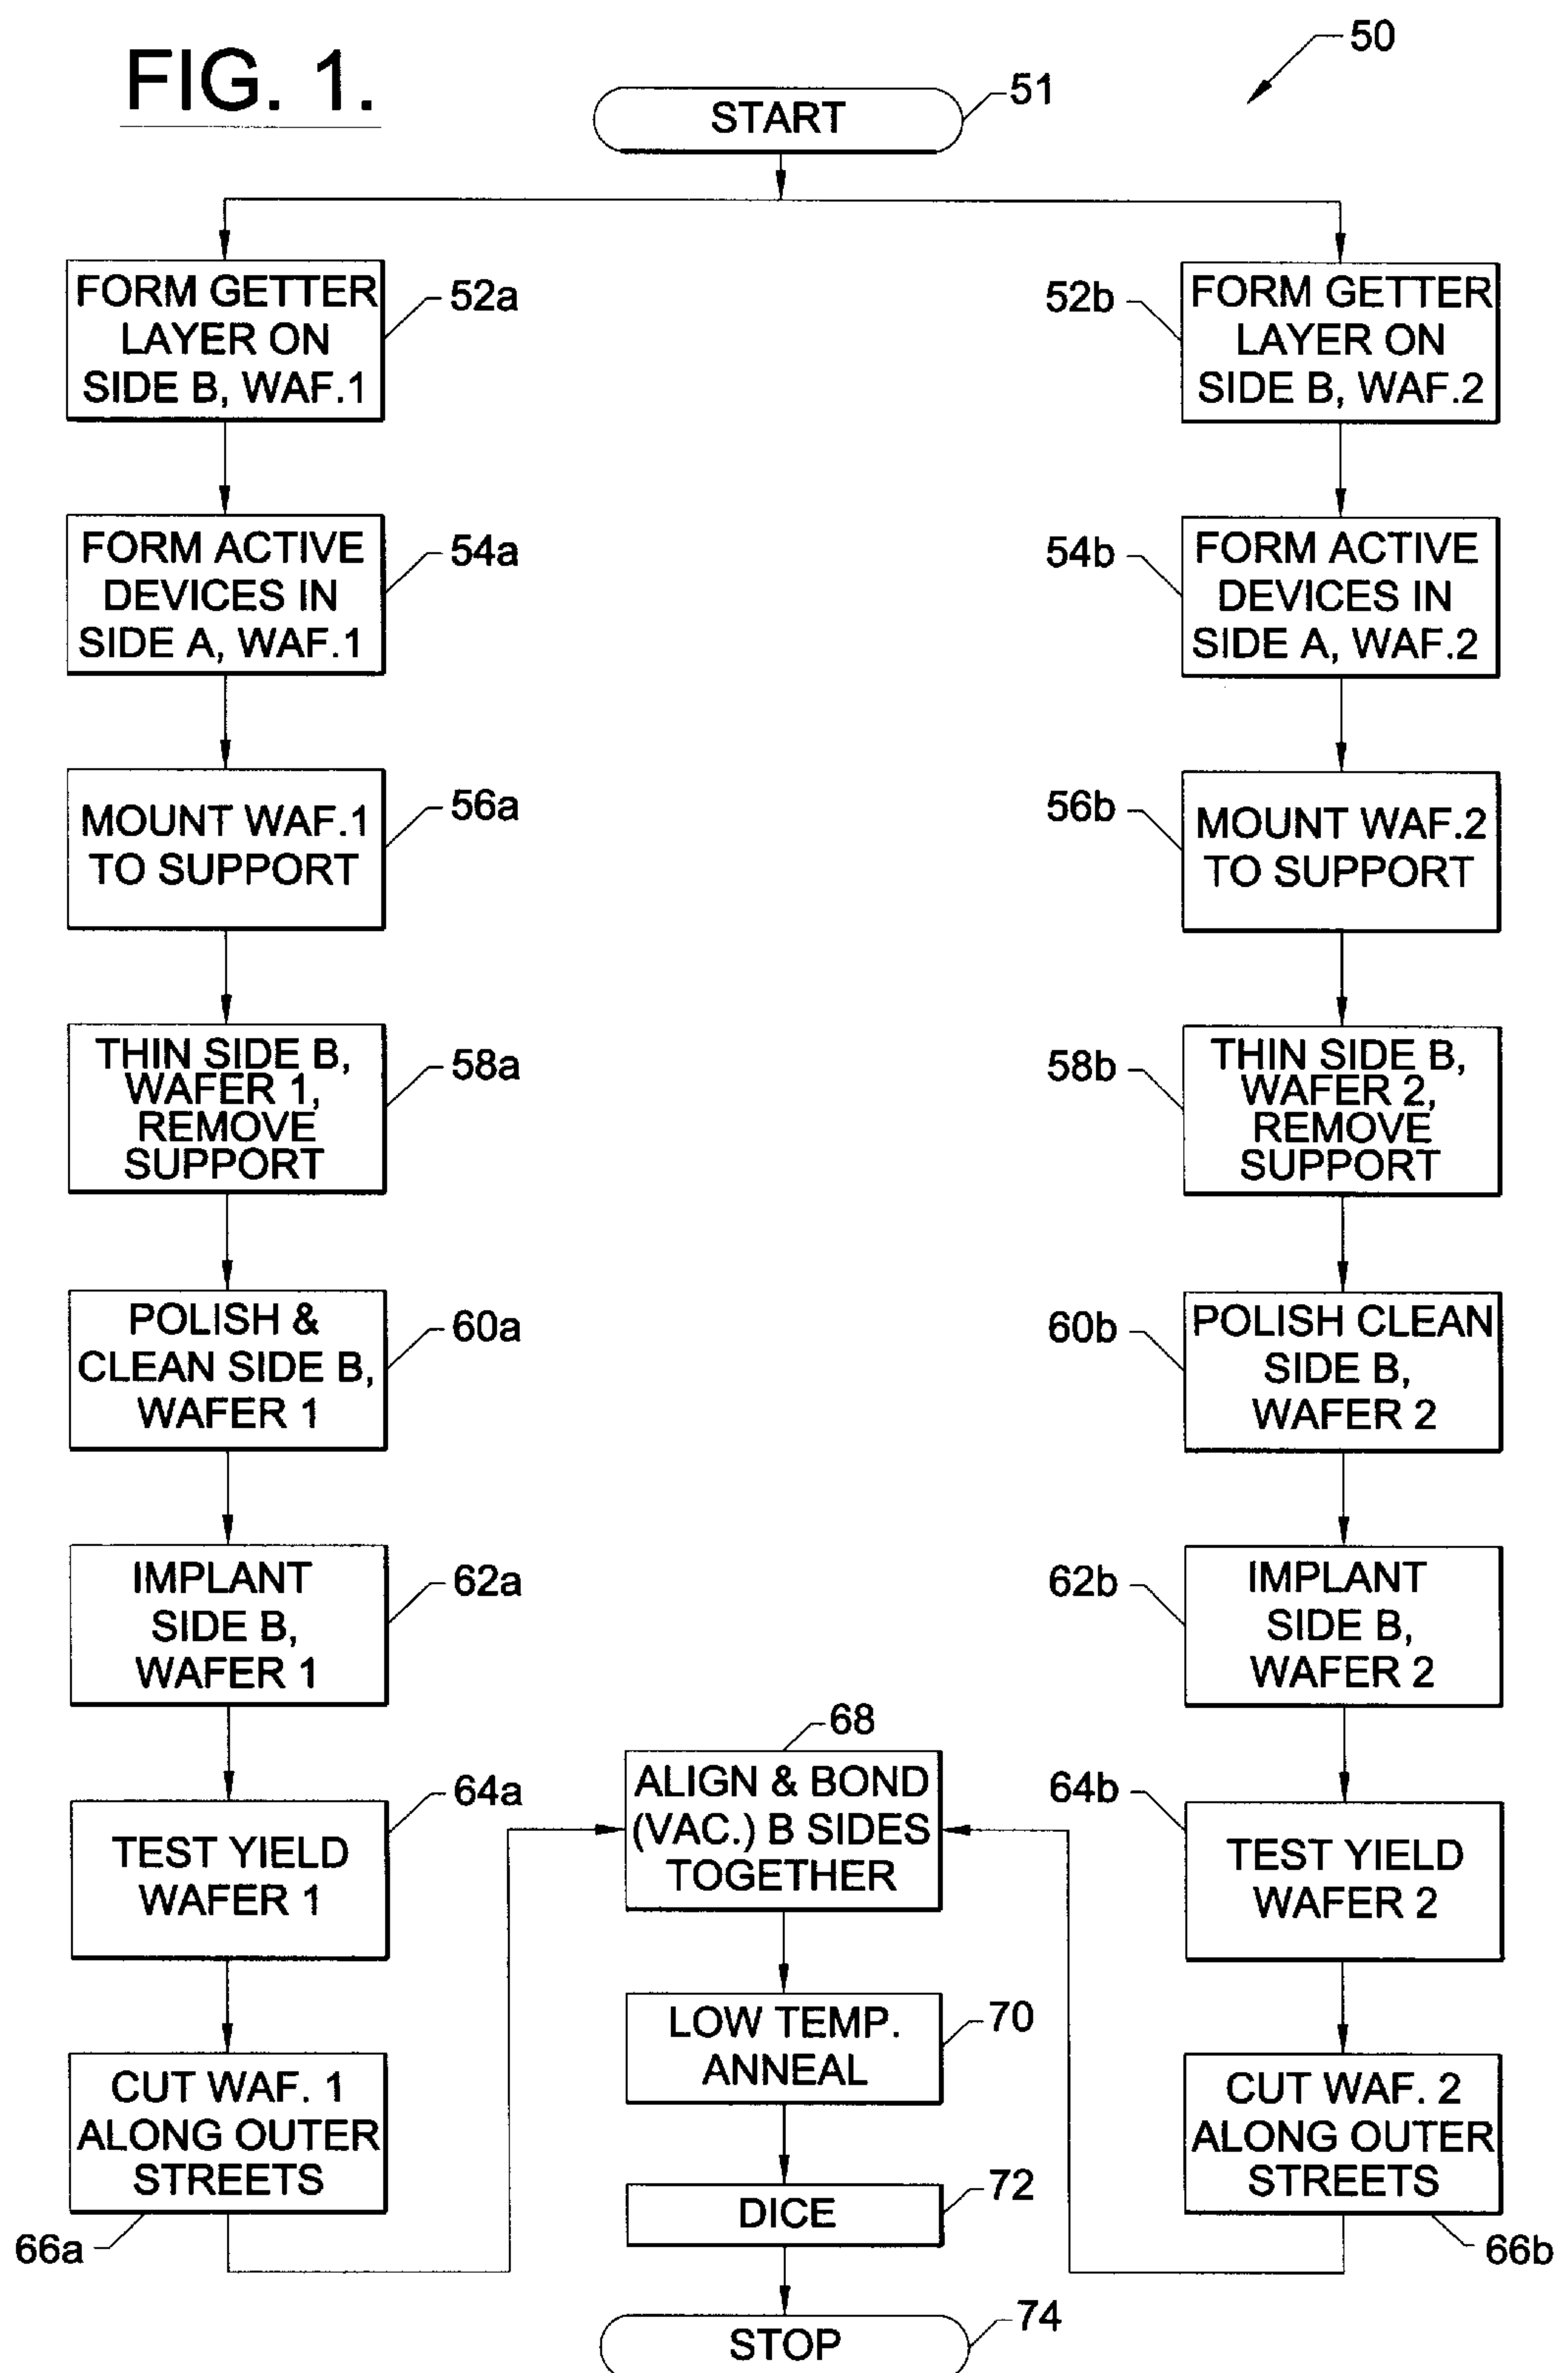 FIG. 1.
50
START
51
FORM GETTER
LAYER ON
SIDE B, WAF.1
52a
FORM ACTIVE
DEVICES IN
SIDE A, WAF.1
54a
MOUNT WAF.1
TO SUPPORT
56a
THIN SIDE B,
WAFER 1,
REMOVE
SUPPORT
58a
POLISH &
CLEAN SIDE B,
WAFER 1
60a
IMPLANT
SIDE B,
WAFER 1
62a
TEST YIELD
WAFER 1
64a
CUT WAF. 1
ALONG OUTER
STREETS
66a
52b
FORM GETTER
LAYER ON
SIDE B, WAF.2
54b
FORM ACTIVE
DEVICES IN
SIDE A, WAF.2
56b
MOUNT WAF.2
TO SUPPORT
58b
THIN SIDE B,
WAFER 2,
REMOVE
SUPPORT
60b
POLISH CLEAN
SIDE B,
WAFER 2
62b
IMPLANT
SIDE B,
WAFER 2
64b
TEST YIELD
WAFER 2
CUT WAF. 2
ALONG OUTER
STREETS
66b
68
ALIGN & BOND
(VAC.) B SIDES
TOGETHER
LOW TEMP.
ANNEAL
70
DICE
72
STOP
74